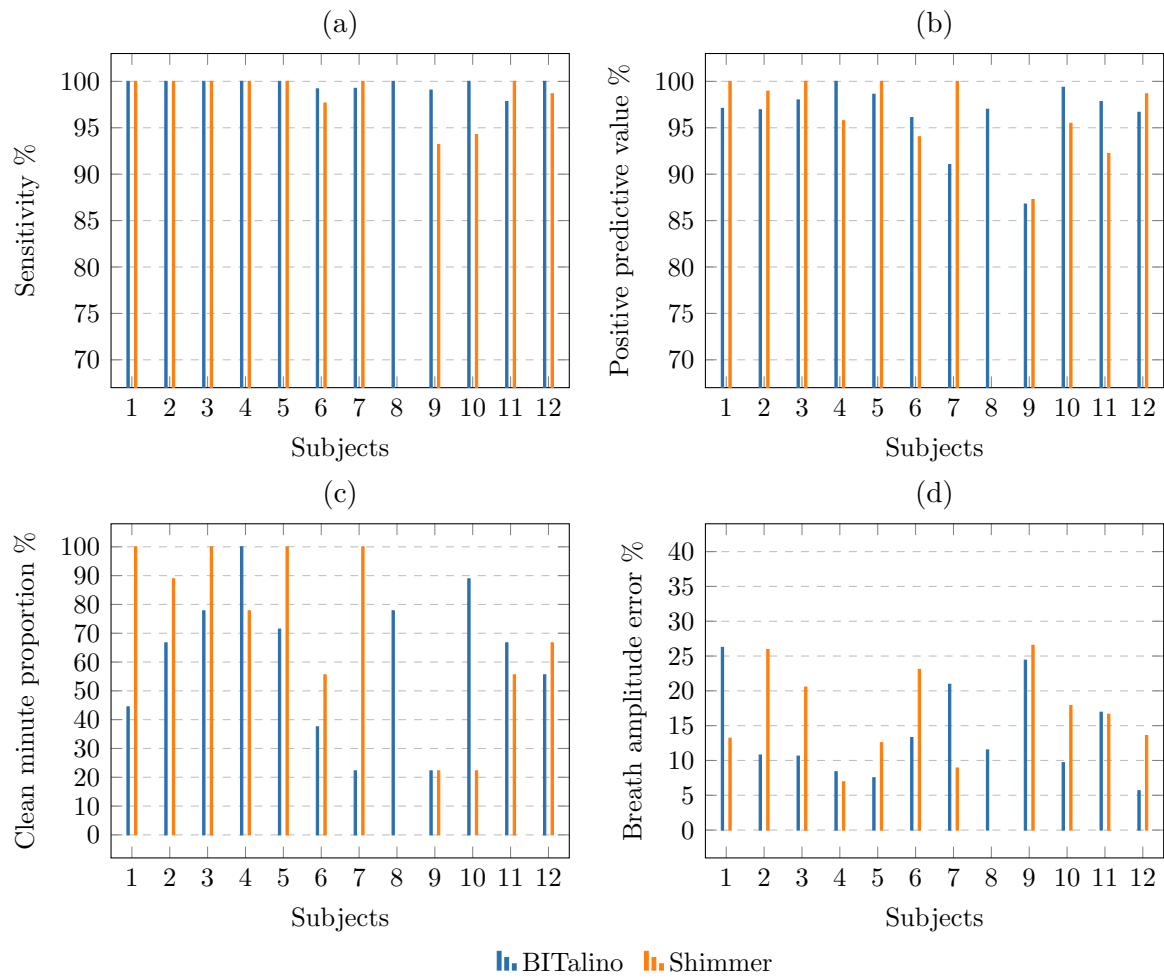 (a)
Sensitivity %
100
95
90
85
80
75
70
1 2 3 4 5 6 7 8 9 10 11 12
Subjects
(b)
Positive predictive value %
100
95
90
85
80
75
70
1 2 3 4 5 6 7 8 9 10 11 12
Subjects
(c)
Clean minute proportion %
100
90
80
70
60
50
40
30
20
10
0
1 2 3 4 5 6 7 8 9 10 11 12
Subjects
(d)
Breath amplitude error %
40
35
30
25
20
15
10
5
0
1 2 3 4 5 6 7 8 9 10 11 12
Subjects
BITalino Shimmer